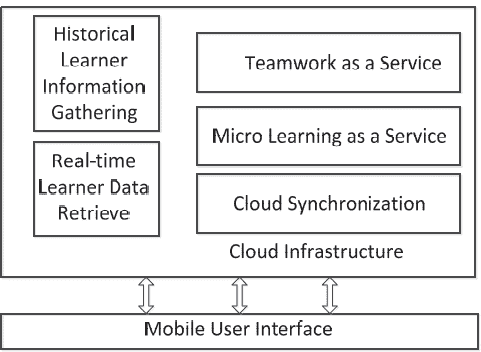 Historical
Learner
Information
Gathering
Real-time
Learner Data
Retrieve
Teamwork as a Service
Micro Learning as a Service
Cloud Synchronization
Cloud Infrastructure
Mobile User Interface